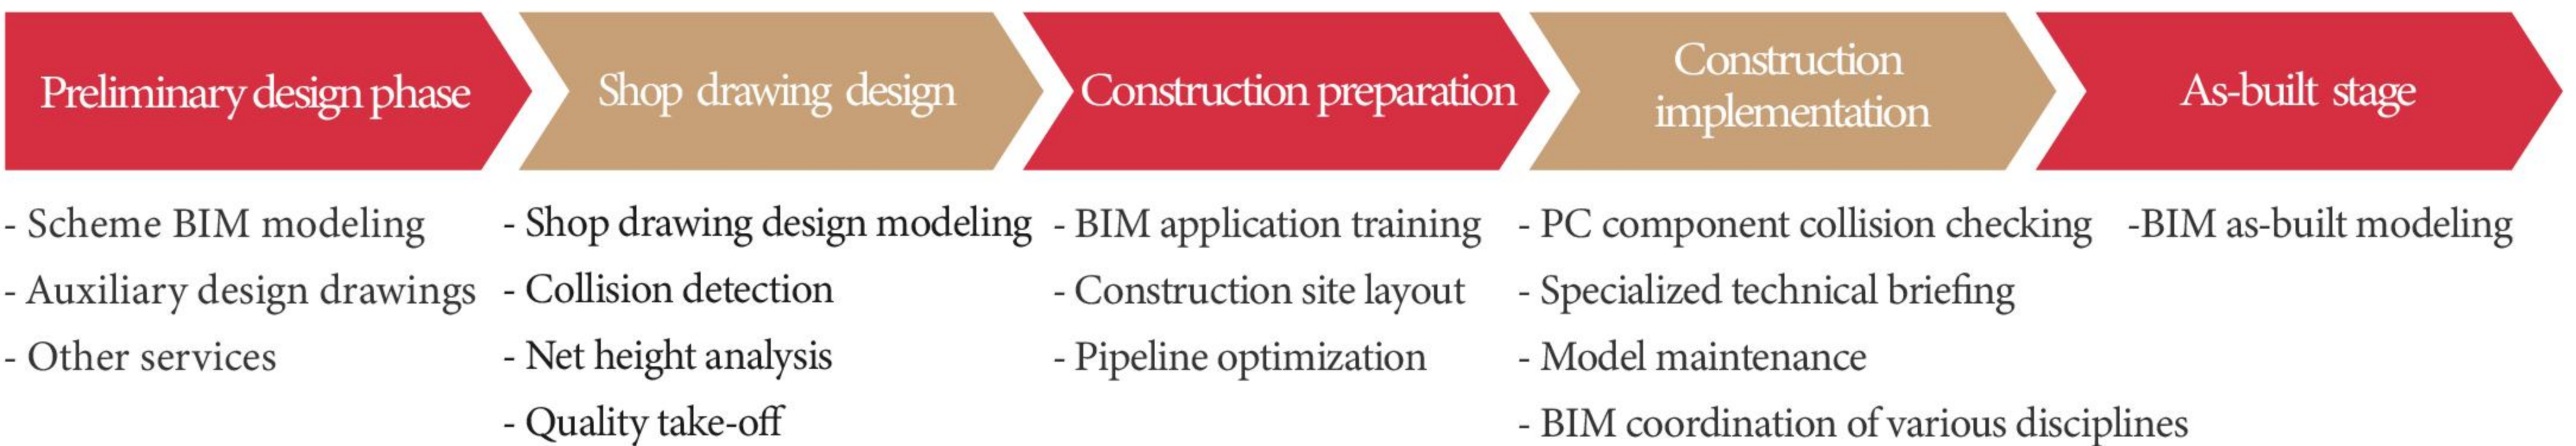 Preliminary design phase
Shop drawing design
Construction preparation
Construction
implementation
As-built stage
- Scheme BIM modeling
- Auxiliary design drawings
- Other services
- Shop drawing design modeling
- Collision detection
- Net height analysis
- Quality take-off
- BIM application training
- Construction site layout
- Pipeline optimization
- PC component collision checking
- Specialized technical briefing
- Model maintenance
- BIM coordination of various disciplines
-BIM as-built modeling